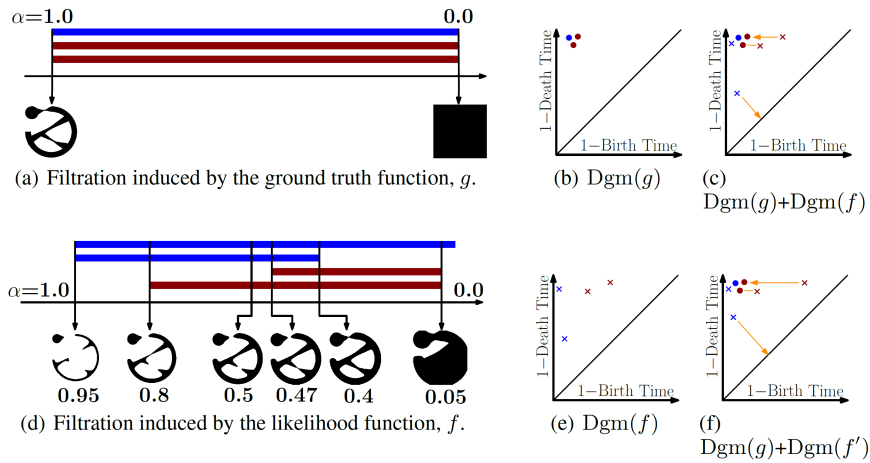 α=1.0
0.0
(a) Filtration induced by the ground truth function, g.
1−Death Time
1−Birth Time
(b) Dgm(g)
1−Death Time
1−Birth Time
(c)
Dgm(g)+Dgm(f)
α=1.0
0.0
0.95
0.8
0.5
0.47
0.4
0.05
(d) Filtration induced by the likelihood function, f.
1−Death Time
1−Birth Time
(e) Dgm(f)
1−Death Time
1−Birth Time
(f)
Dgm(g)+Dgm(f′)